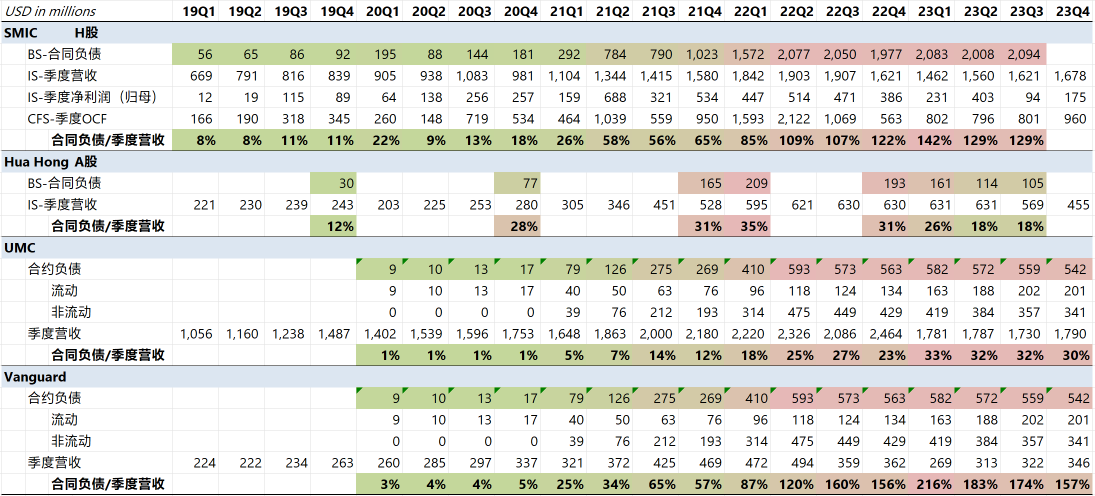 USD in millions 19Q1 19Q2 19Q3 19Q4 20Q1 20Q2 20Q3 20Q4 21Q1 21Q2 21Q3 21Q4 22Q1 22Q2 22Q3 22Q4 23Q1 23Q2 23Q3 23Q4
SMIC H股
BS-合同负债 56 65 86 92 195 88 144 181 292 784 790 1,023 1,572 2,077 2,050 1,977 2,083 2,008 2,094
IS-季度营收 669 791 816 839 905 938 1,083 981 1,104 1,344 1,415 1,580 1,842 1,903 1,907 1,621 1,462 1,560 1,621 1,678
IS-季度净利润（归母） 12 19 115 89 64 138 256 257 159 688 321 534 447 514 471 386 231 403 94 175
CFS-季度OCF 166 190 318 345 260 148 719 534 464 1,039 559 950 1,593 2,122 1,069 563 802 796 801 960
合同负债/季度营收 8% 8% 11% 11% 22% 9% 13% 18% 26% 58% 56% 65% 85% 109% 107% 122% 142% 129% 129%
Hua Hong A股
BS-合同负债 30 77 165 209 193 161 114 105
IS-季度营收 221 230 239 243 203 225 253 280 305 346 451 528 595 621 630 630 631 631 569 455
合同负债/季度营收 12% 28% 31% 35% 31% 26% 18% 18%
UMC
合约负债 9 10 13 17 79 126 275 269 410 593 573 563 582 572 559 542
流动 9 10 13 17 40 50 63 76 96 118 124 134 163 188 202 201
非流动 0 0 0 0 39 76 212 193 314 475 449 429 419 384 357 341
季度营收 1,056 1,160 1,238 1,487 1,402 1,539 1,596 1,753 1,648 1,863 2,000 2,180 2,220 2,326 2,086 2,464 1,781 1,787 1,730 1,790
合同负债/季度营收 1% 1% 1% 1% 5% 7% 14% 12% 18% 25% 27% 23% 33% 32% 32% 30%
Vanguard
合约负债 9 10 13 17 79 126 275 269 410 593 573 563 582 572 559 542
流动 9 10 13 17 40 50 63 76 96 118 124 134 163 188 202 201
非流动 0 0 0 0 39 76 212 193 314 475 449 429 419 384 357 341
季度营收 224 222 234 263 260 285 297 337 321 372 425 469 472 494 359 362 269 313 322 346
合同负债/季度营收 3% 4% 4% 5% 25% 34% 65% 57% 87% 120% 160% 156% 216% 183% 174% 157%